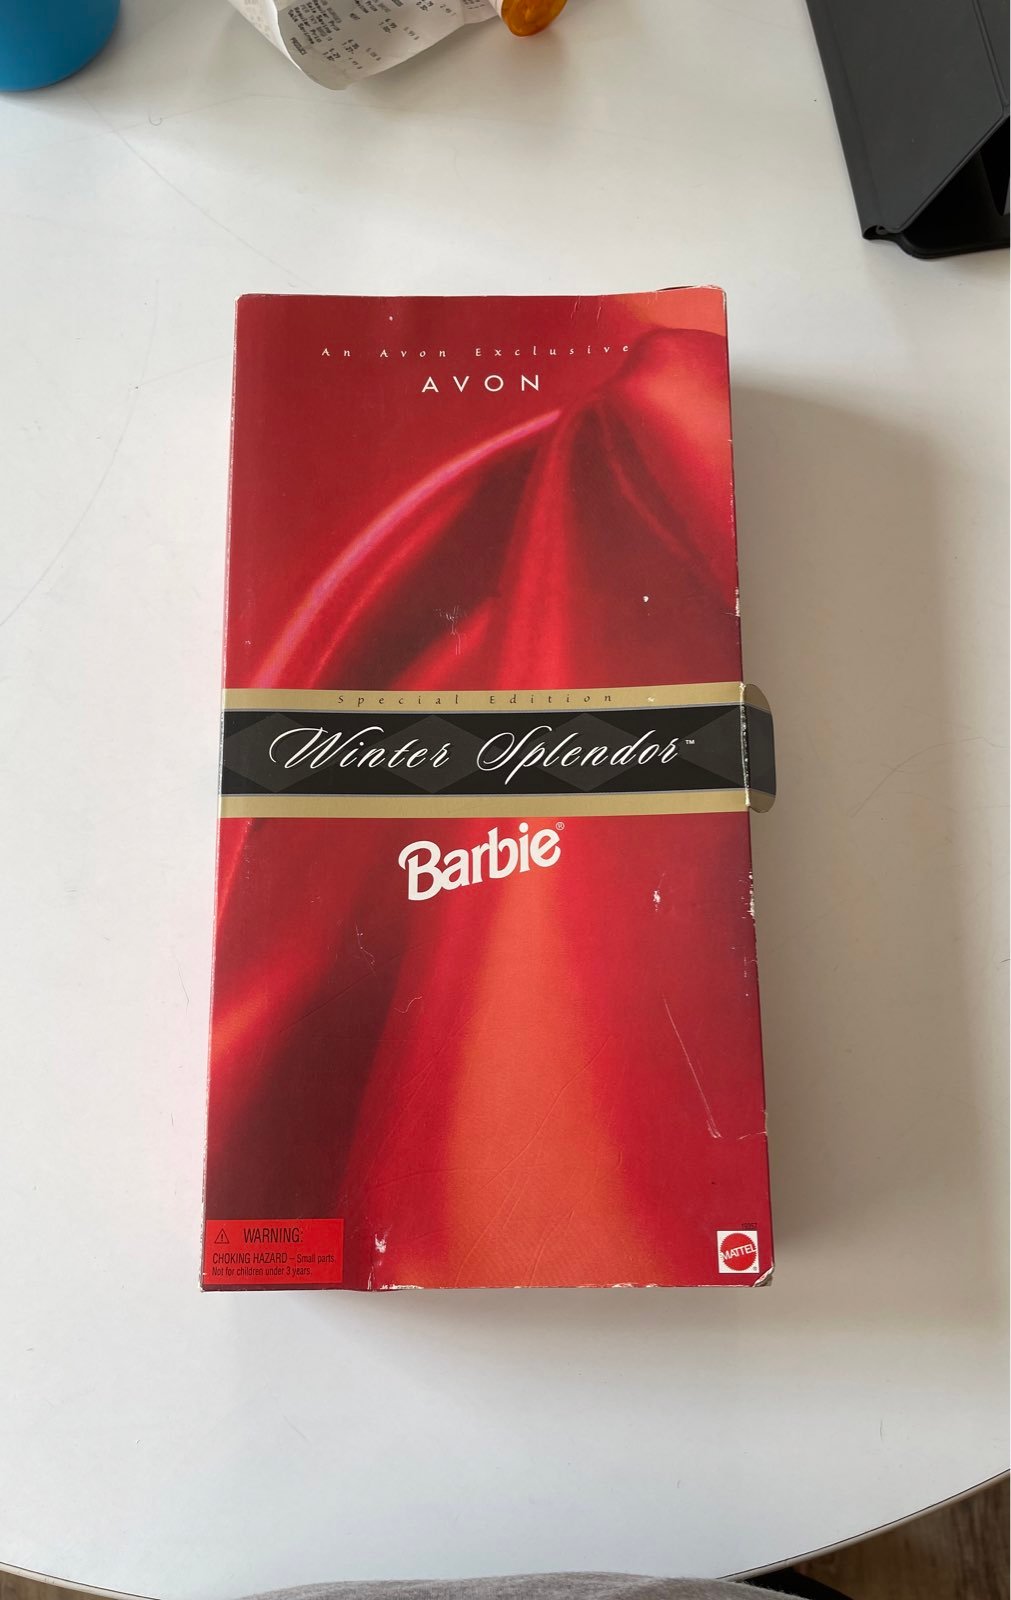 An Avon Exclusive
AVON
Special Edition
Winter Splendor™
Barbie®
⚠ WARNING:
CHOKING HAZARD – Small parts.
Not for children under 3 years.
MATTEL